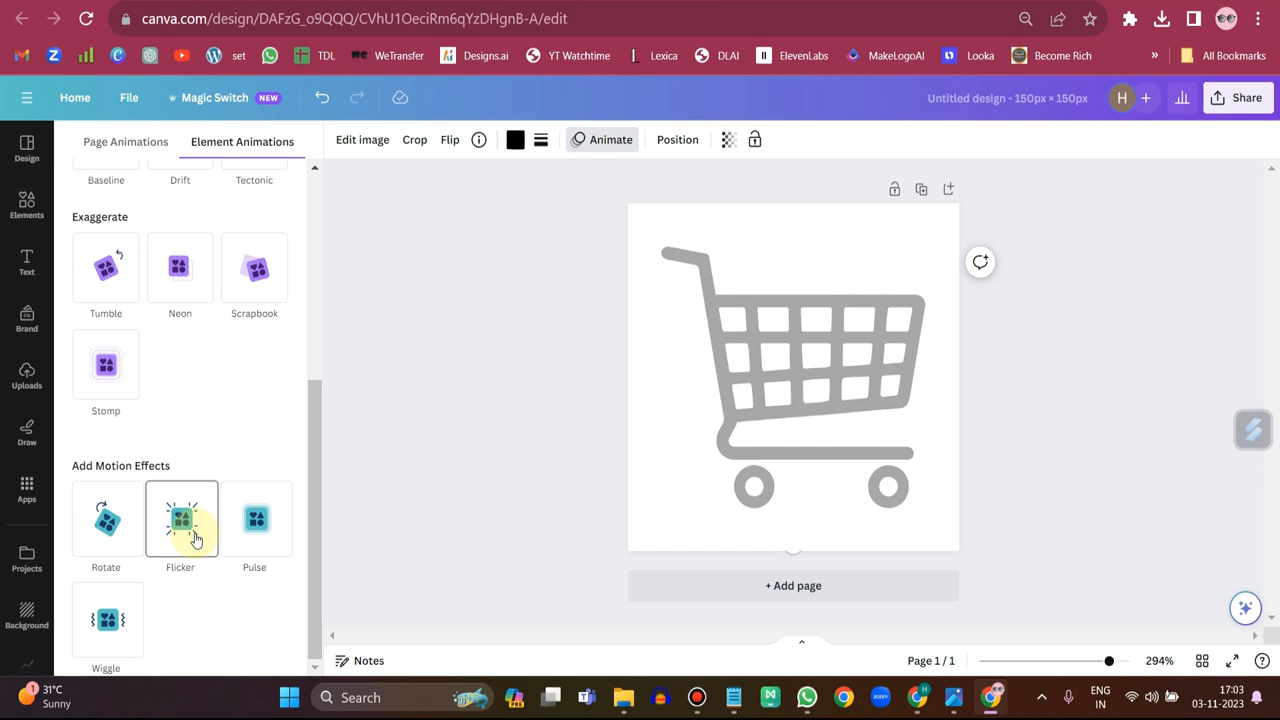 canva.com/design/DAFzG_o9QQQ/CVhU1OeciRm6qYzDHgnB-A/edit
set TDL WeTransfer Designs.ai YT Watchtime Lexica DLAI ElevenLabs MakeLogoAI Looka Become Rich » All Bookmarks
Home File Magic Switch NEW Untitled design - 150px × 150px H + Share
Design
Elements
Text
Brand
Uploads
Draw
Apps
Projects
Background
Page Animations Element Animations
Baseline Drift Tectonic
Exaggerate
Tumble Neon Scrapbook
Stomp
Add Motion Effects
Rotate Flicker Pulse
Wiggle
Edit image Crop Flip Animate Position
+ Add page
Notes Page 1 / 1 294%
1 31°C
Sunny
Search
PRE
ENG
IN
17:03
03-11-2023